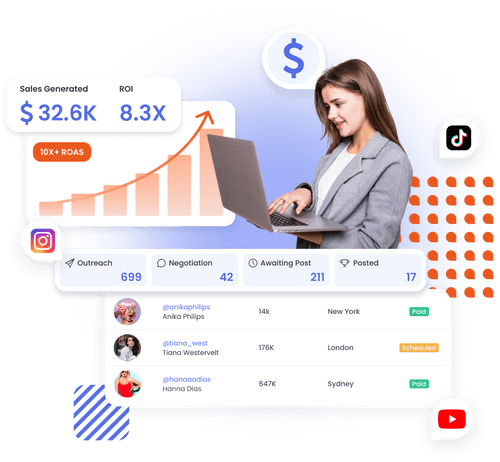 Sales Generated ROI
$ 32.6K 8.3X
10X+ ROAS
$
Outreach Negotiation Awaiting Post Posted
699 42 211 17
@anikaphilips
Anika Philips 14k New York Paid
@tiana_west
Tiana Westervelt 176K London Scheduled
@hanaaadias
Hanna Dias 647K Sydney Paid